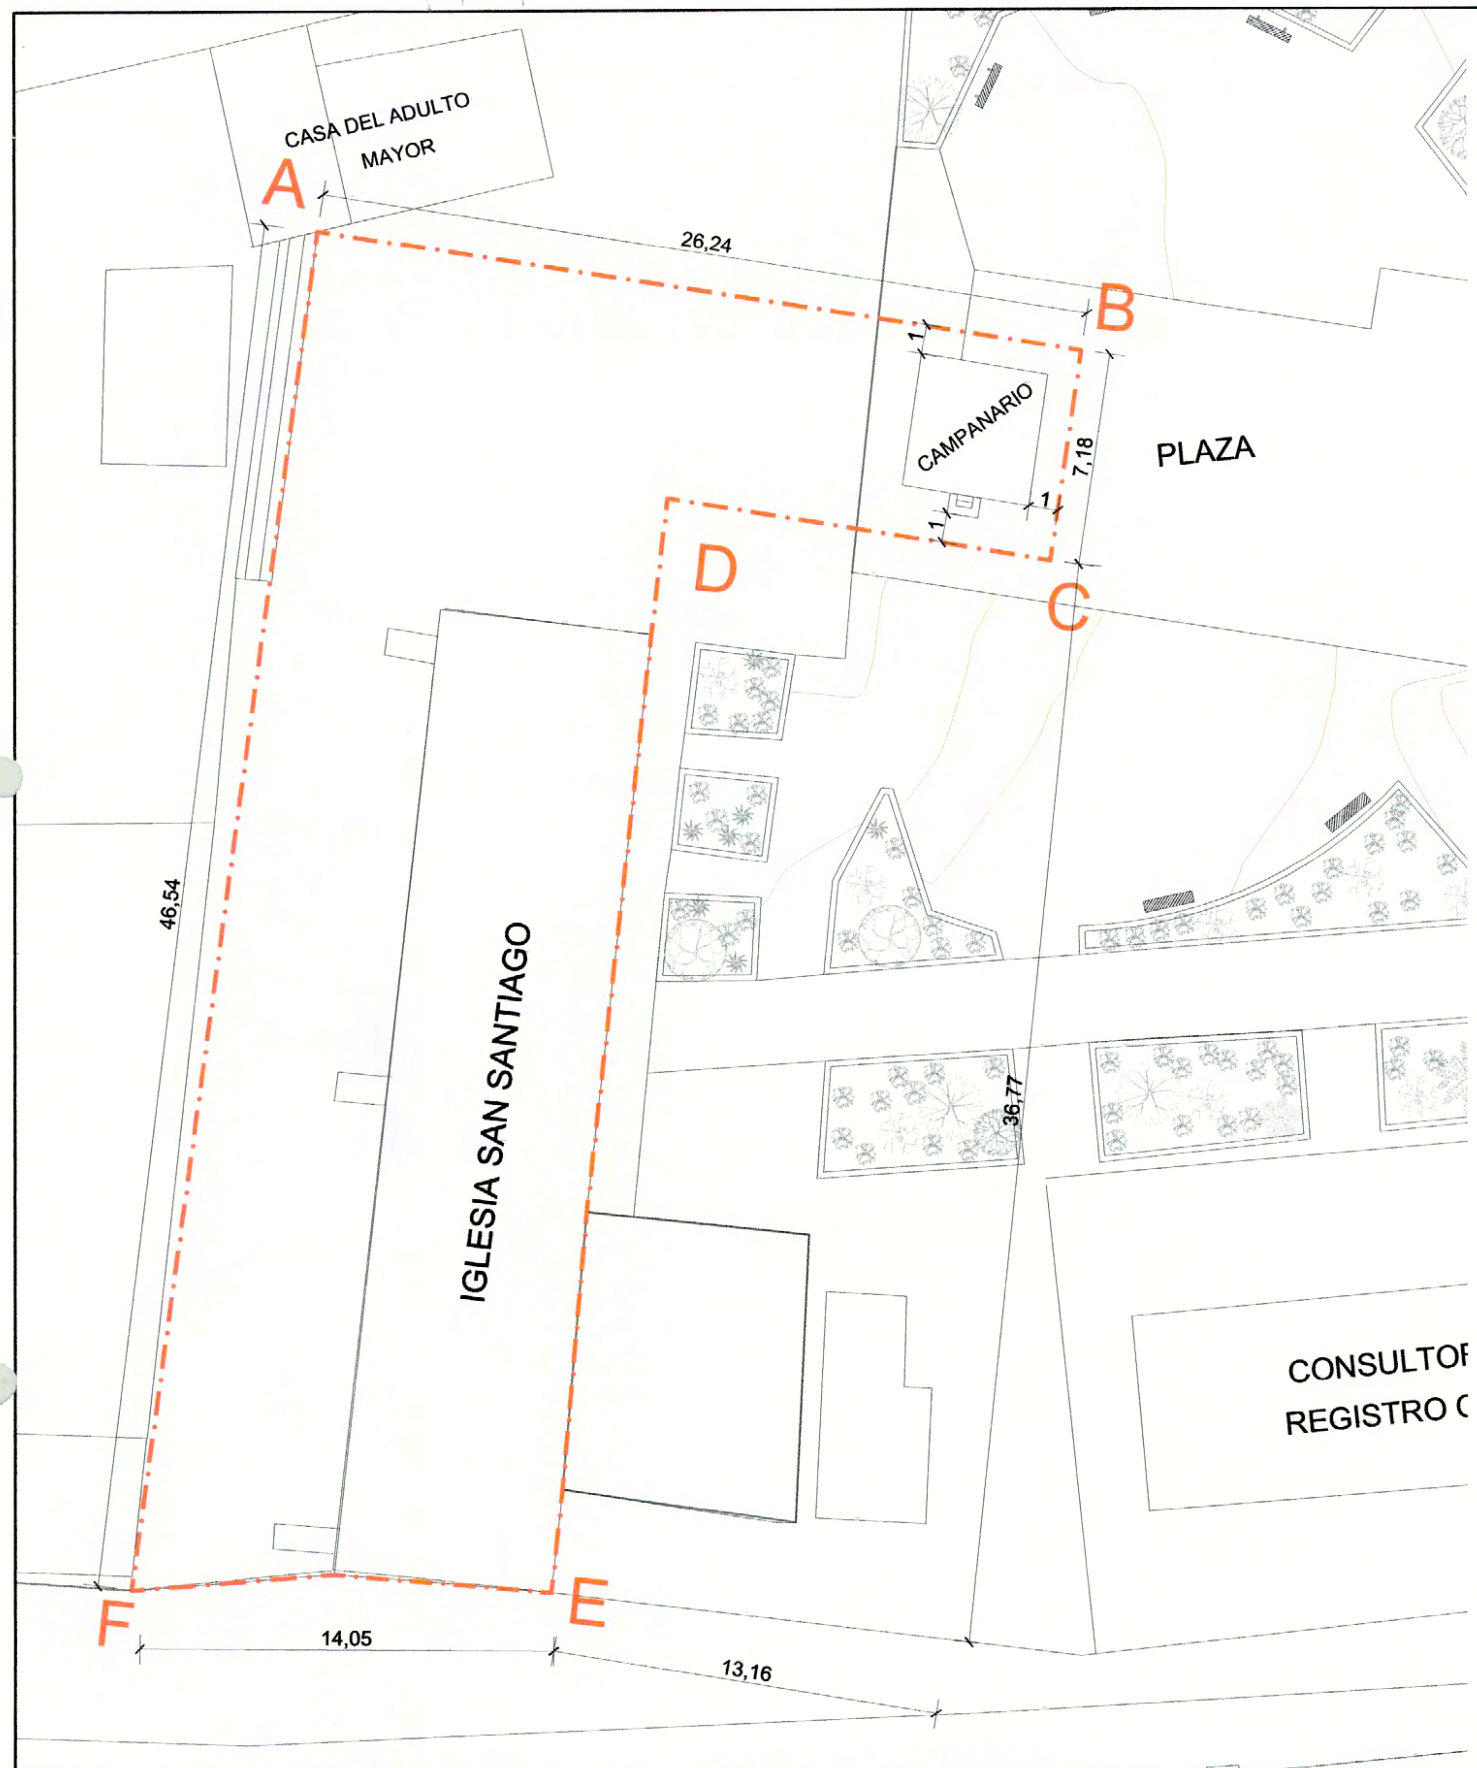 CASA DEL ADULTO
MAYOR
A
26,24
B
1
CAMPANARIO
7,18
PLAZA
1
1
D
C
46,54
IGLESIA SAN SANTIAGO
36,77
CONSULTOR
REGISTRO C
F
E
14,05
13,16